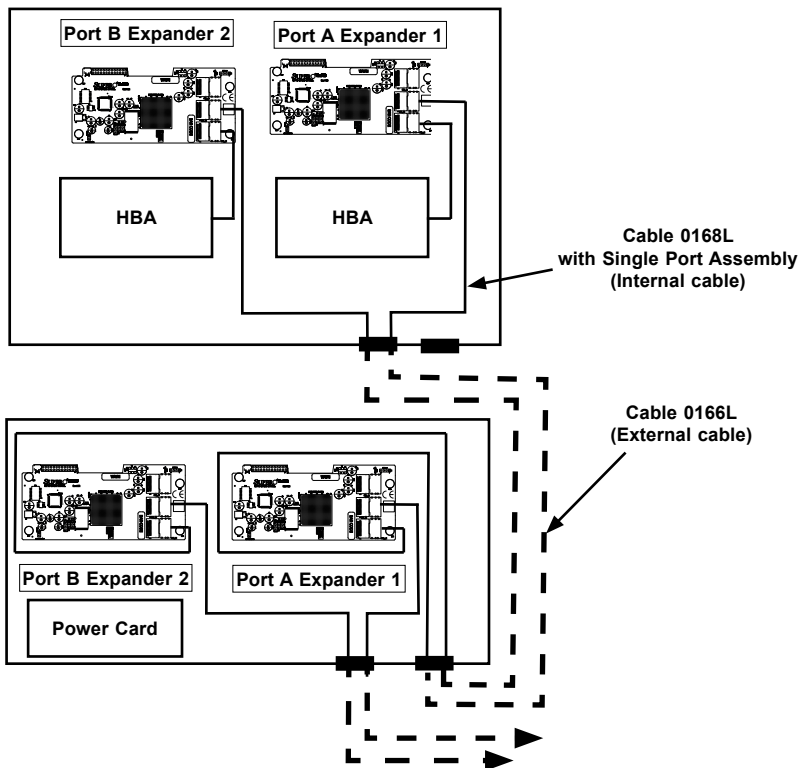 Port B Expander 2
Port A Expander 1
HBA
HBA
Cable 0168L
with Single Port Assembly
(Internal cable)
Cable 0166L
(External cable)
Port B Expander 2
Port A Expander 1
Power Card